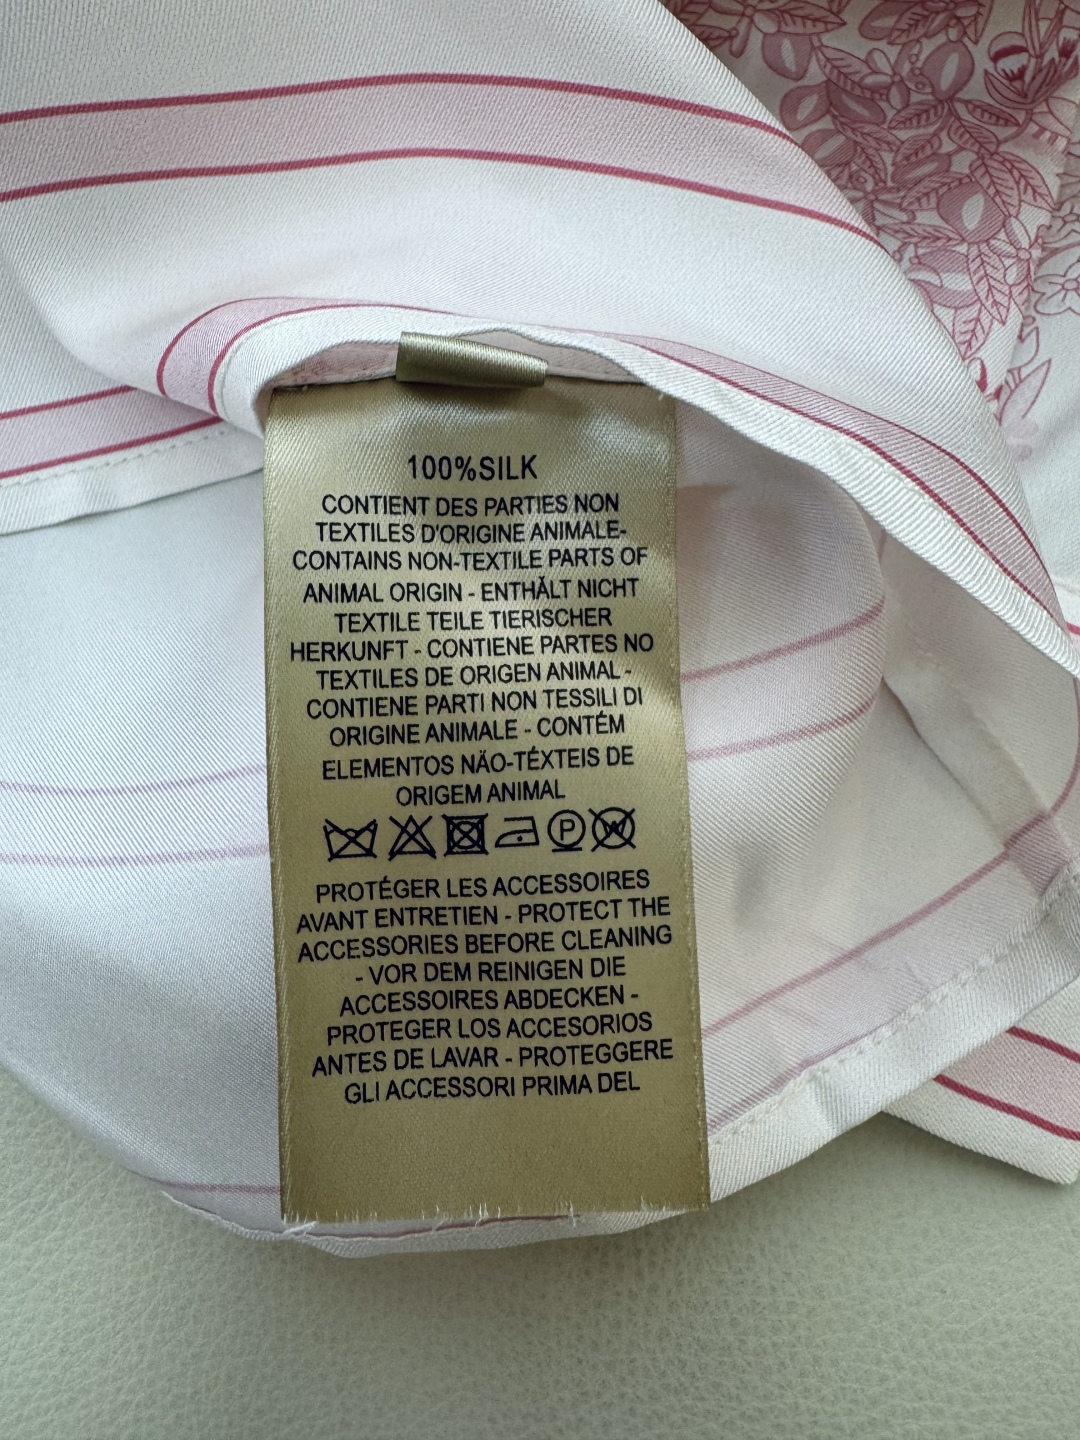 100%SILK
CONTIENT DES PARTIES NON
TEXTILES D'ORIGINE ANIMALE-
CONTAINS NON-TEXTILE PARTS OF
ANIMAL ORIGIN - ENTHÄLT NICHT
TEXTILE TEILE TIERISCHER
HERKUNFT - CONTIENE PARTES NO
TEXTILES DE ORIGEN ANIMAL -
CONTIENE PARTI NON TESSILI DI
ORIGINE ANIMALE - CONTÉM
ELEMENTOS NÃO-TÉXTEIS DE
ORIGEM ANIMAL
P W
PROTÉGER LES ACCESSOIRES
AVANT ENTRETIEN - PROTECT THE
ACCESSORIES BEFORE CLEANING
- VOR DEM REINIGEN DIE
ACCESSOIRES ABDECKEN -
PROTEGER LOS ACCESORIOS
ANTES DE LAVAR - PROTEGGERE
GLI ACCESSORI PRIMA DEL